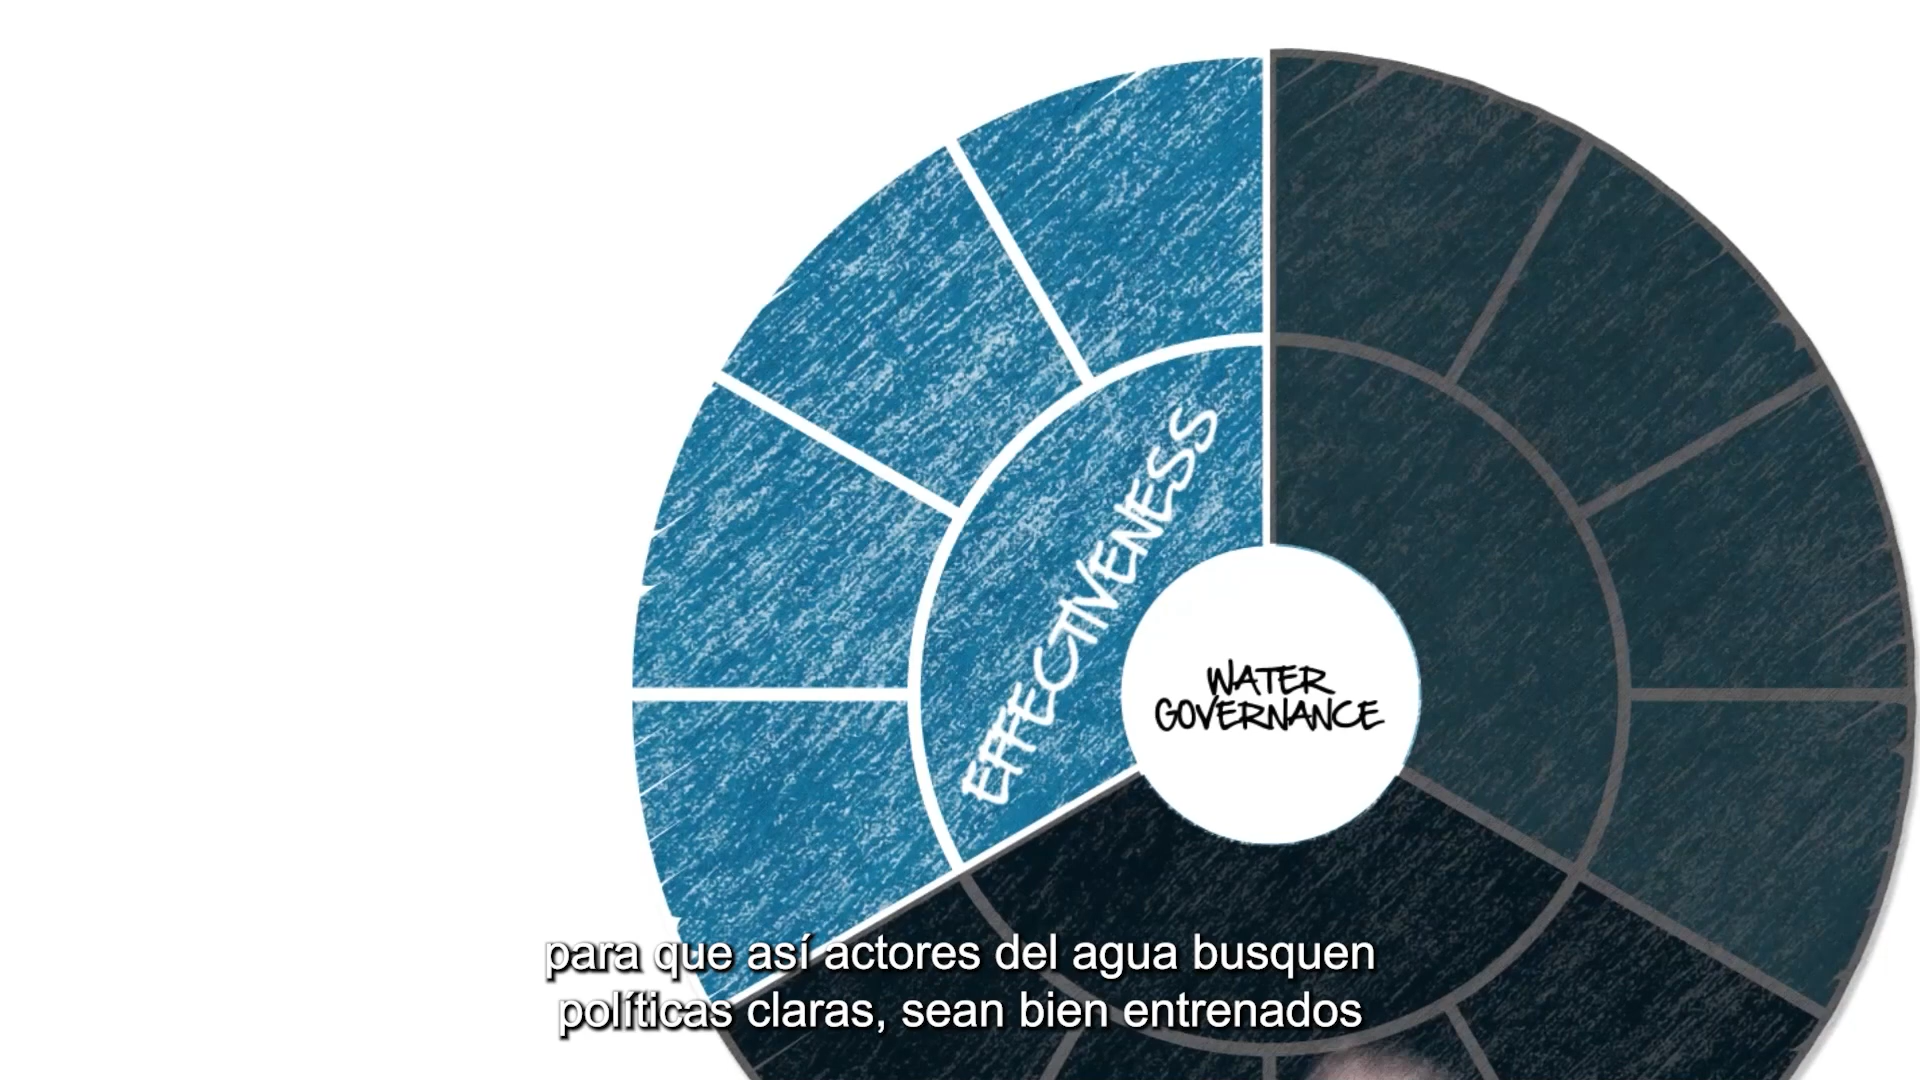 EFFECTIVENESS
WATER
GOVERNANCE
para que así actores del agua busquen
políticas claras, sean bien entrenados